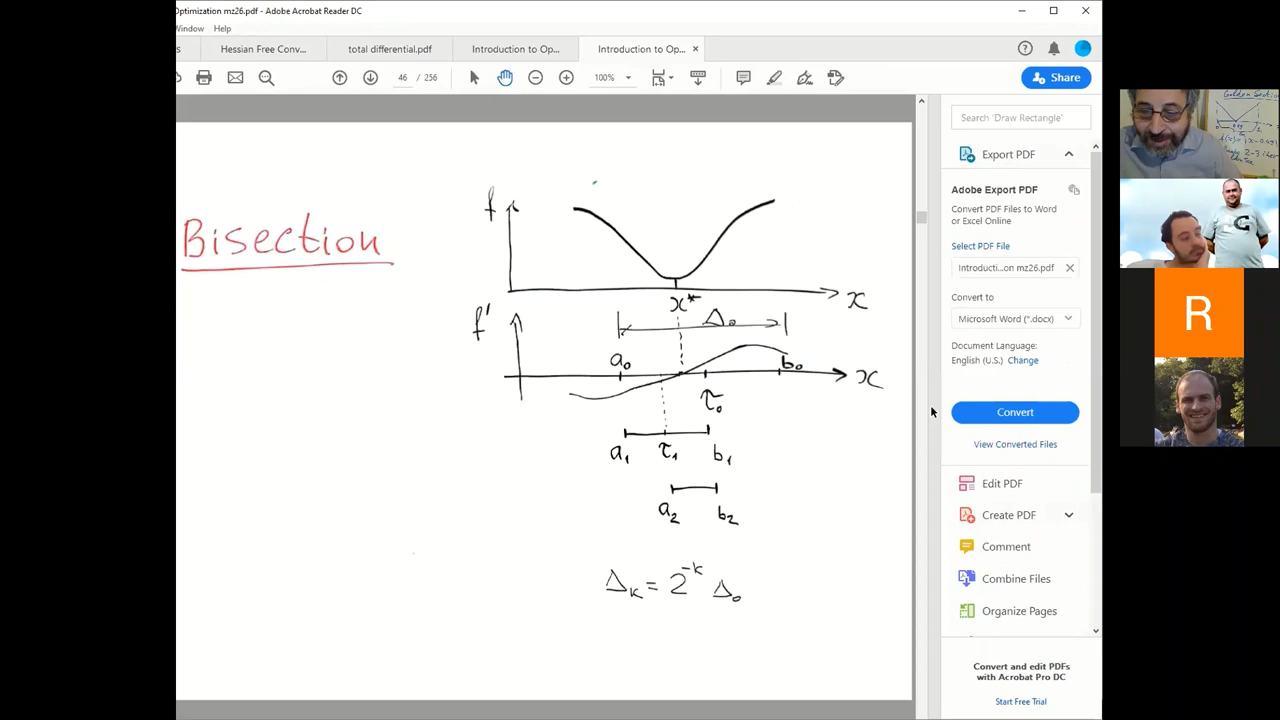 Optimization mz26.pdf - Adobe Acrobat Reader DC
Window Help
Hessian Free Conv...
total differential.pdf
Introduction to Op...
Introduction to Op... ×
46 / 256
100%
Share
Bisection
f
x
x*
f'
Δ₀
a₀
b₀
x
τ₀
a₁ τ₁ b₁
a₂ b₂
Δₖ = 2⁻ᵏ Δ₀
Search 'Draw Rectangle'
Export PDF
Adobe Export PDF
Convert PDF Files to Word
or Excel Online
Select PDF File
Introducti...on mz26.pdf
Convert to
Microsoft Word (*.docx)
Document Language:
English (U.S.) Change
Convert
View Converted Files
Edit PDF
Create PDF
Comment
Combine Files
Organize Pages
Convert and edit PDFs
with Acrobat Pro DC
Start Free Trial
Golden Section
R